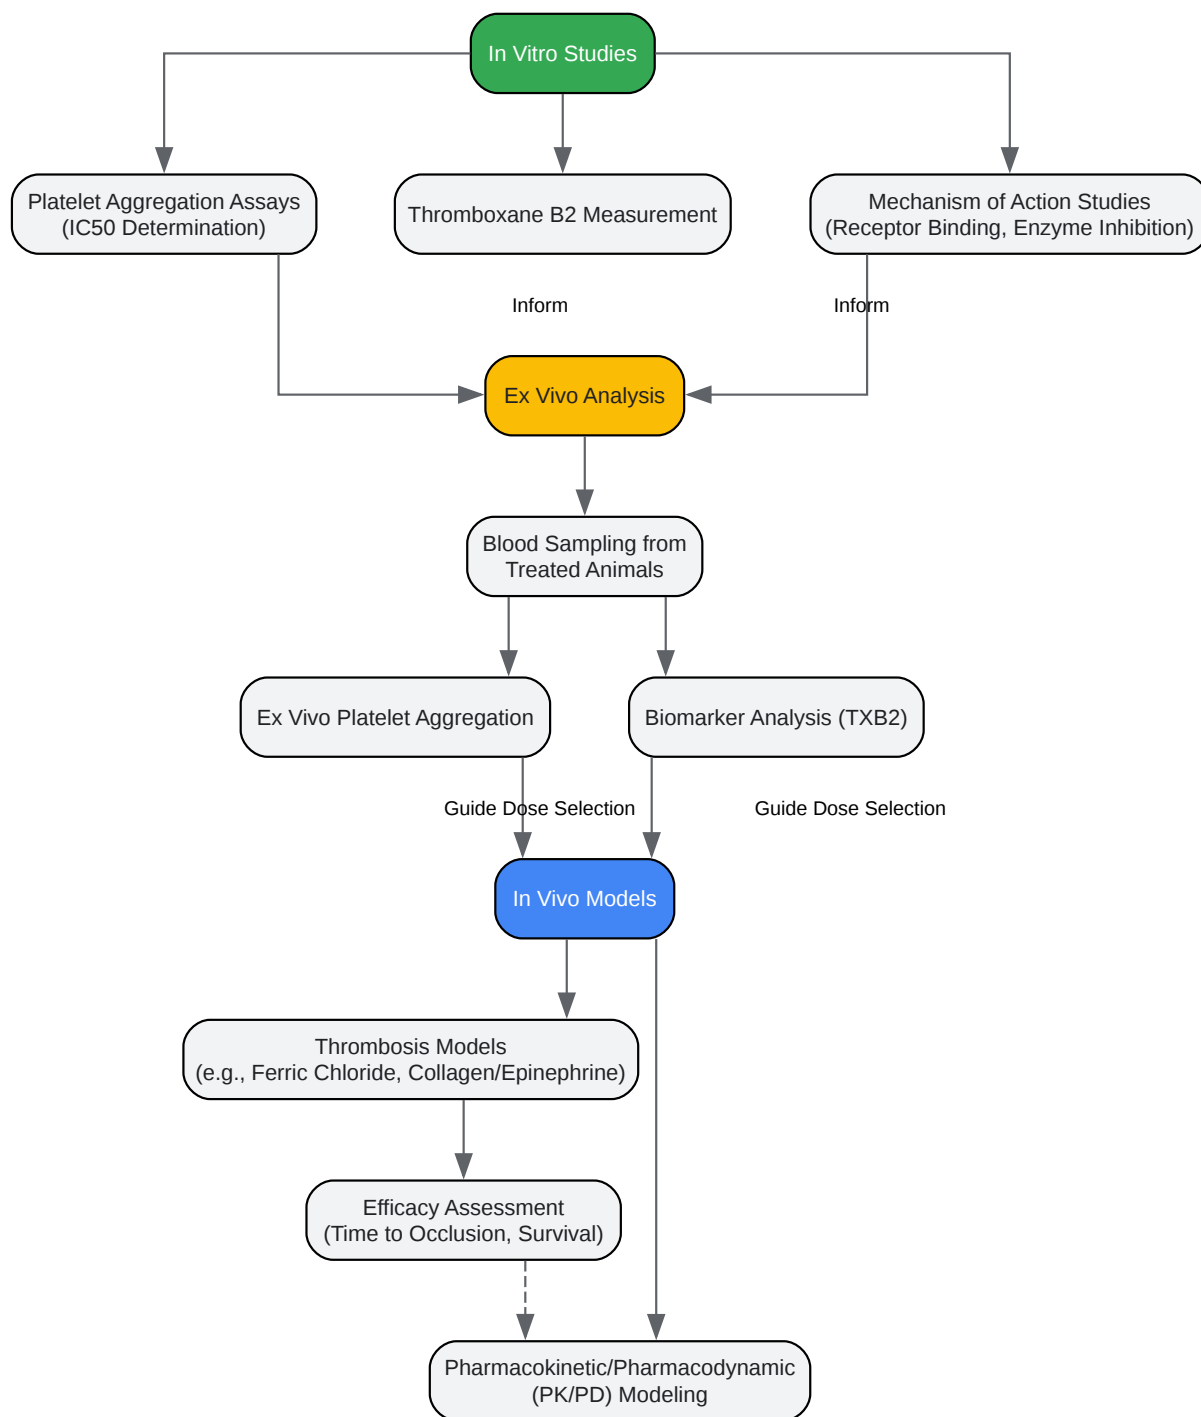 In Vitro Studies
Platelet Aggregation Assays
(IC50 Determination)
Thromboxane B2 Measurement
Mechanism of Action Studies
(Receptor Binding, Enzyme Inhibition)
Inform
Inform
Ex Vivo Analysis
Blood Sampling from
Treated Animals
Ex Vivo Platelet Aggregation
Biomarker Analysis (TXB2)
Guide Dose Selection
Guide Dose Selection
In Vivo Models
Thrombosis Models
(e.g., Ferric Chloride, Collagen/Epinephrine)
Efficacy Assessment
(Time to Occlusion, Survival)
Pharmacokinetic/Pharmacodynamic
(PK/PD) Modeling